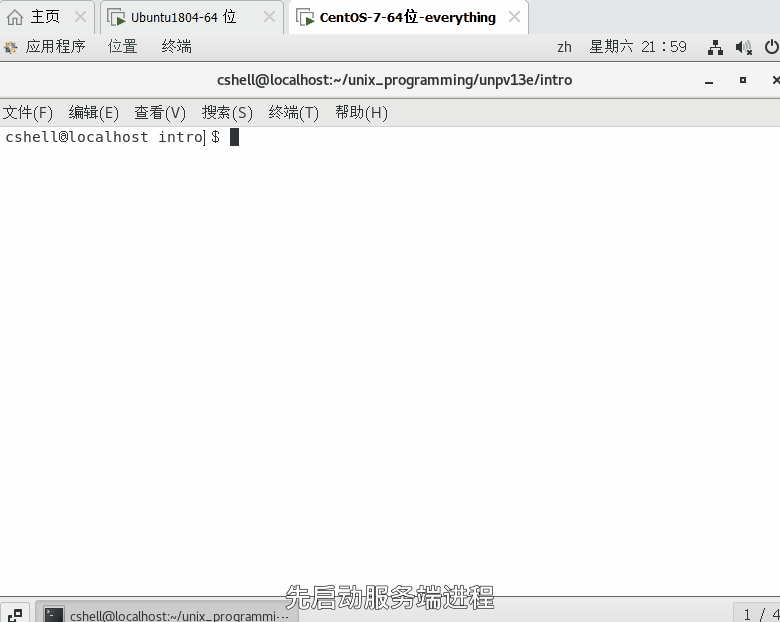 主页 Ubuntu1804-64 位 CentOS-7-64位-everything
应用程序 位置 终端 zh 星期六 21：59
cshell@localhost:~/unix_programming/unpv13e/intro
文件(F) 编辑(E) 查看(V) 搜索(S) 终端(T) 帮助(H)
cshell@localhost intro] $
先启动服务端进程
cshell@localhost:~/unix_programmi… 1 / 4